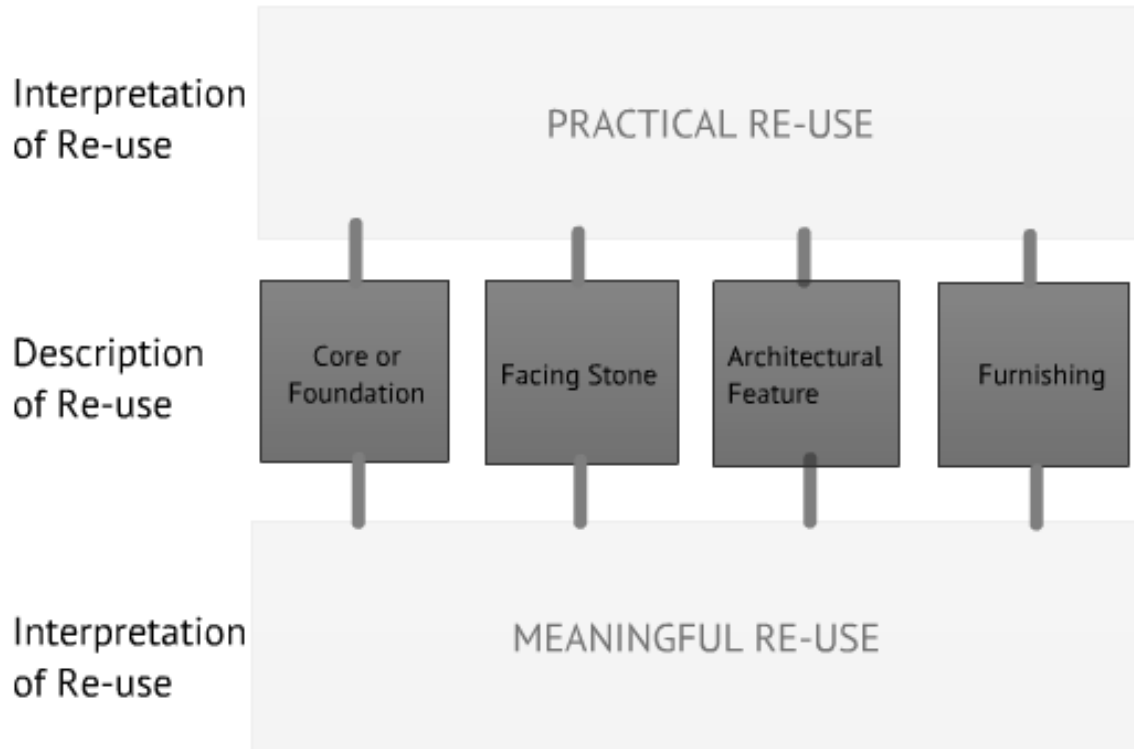 Interpretation
of Re-use
PRACTICAL RE-USE
Description
of Re-use
Core or
Foundation
Facing Stone
Architectural
Feature
Furnishing
Interpretation
of Re-use
MEANINGFUL RE-USE